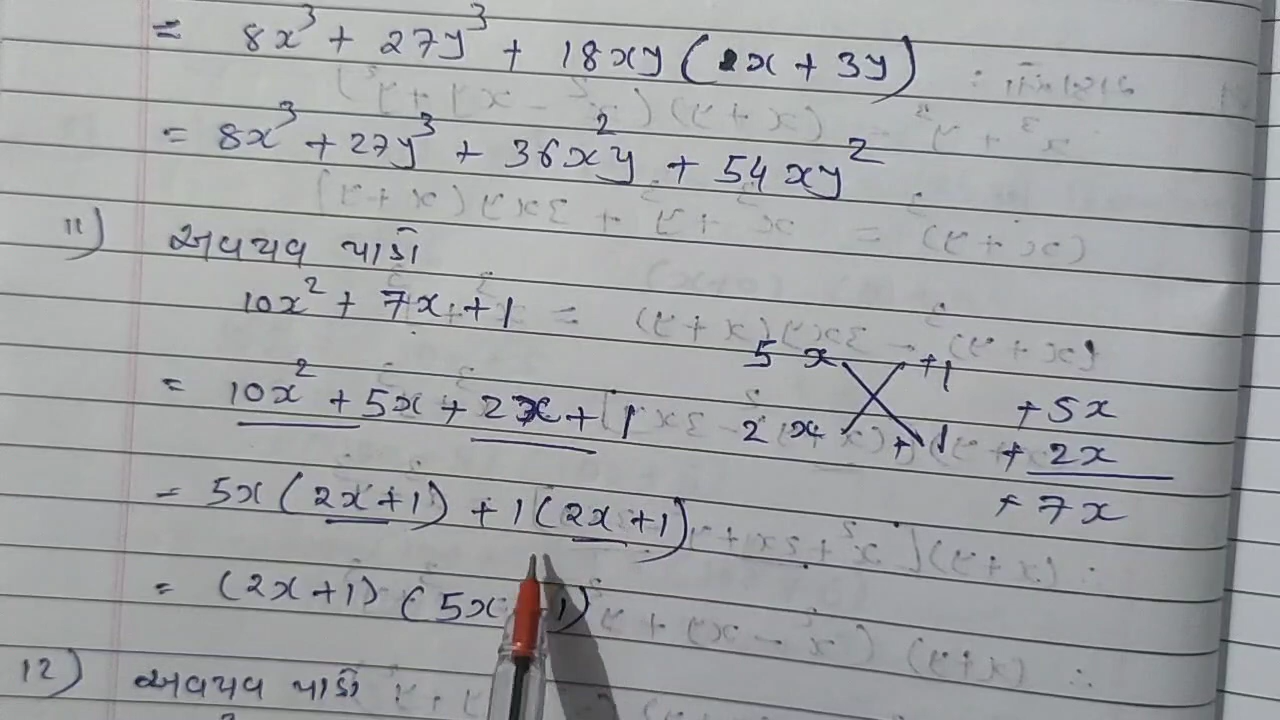 = 8x³ + 27y³ + 18xy (2x + 3y)
= 8x³ + 27y³ + 36x²y + 54xy²
11) અવયવ પાડો
10x² + 7x + 1 =
5x +1
= 10x² + 5x + 2x + 1
2x + 1
+5x
+ 2x
+ 7x
= 5x (2x+1) + 1 (2x+1)
= (2x+1) (5x 1)
12) અવયવ પાડો